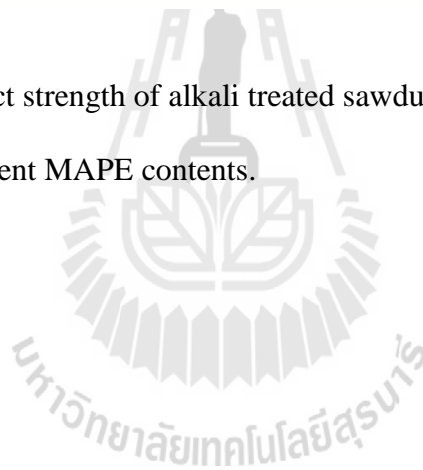 ct strength of alkali treated sawdu
ent MAPE contents.
มหาวิทยาลัยเทคโนโลยีสุรนารี